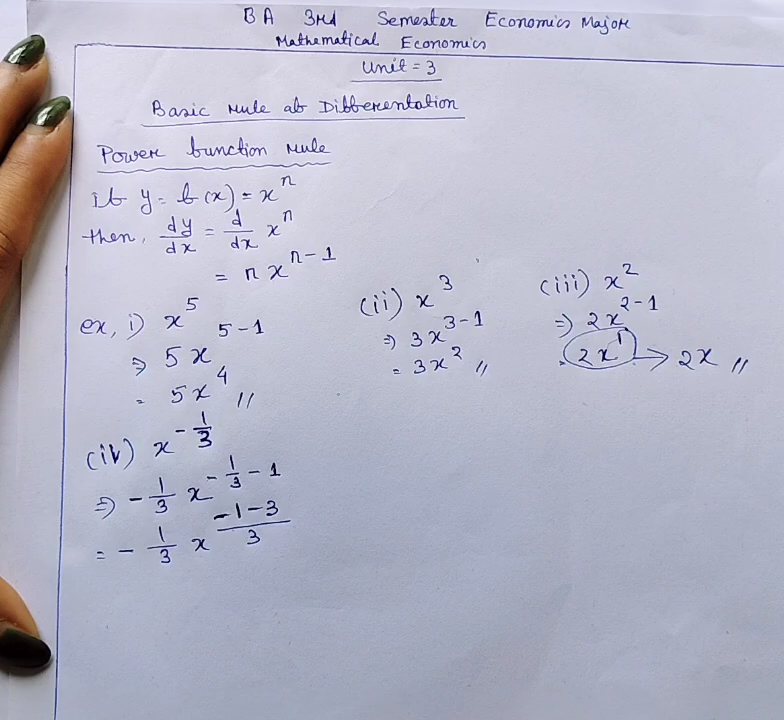 BA 3rd Semester Economics Major
Mathematical Economics
Unit = 3
Basic rule of Differentation
Power function rule
if y = f(x) = x^n
then, dy/dx = d/dx x^n
= n x^{n-1}
ex, i) x^5
⇒ 5x^{5-1}
= 5x^4 //
(ii) x^3
⇒ 3x^{3-1}
= 3x^2 //
(iii) x^2
⇒ 2x^{2-1}
= 2x^1 → 2x //
(iv) x^{-1/3}
⇒ -1/3 x^{-1/3 - 1}
= -1/3 x^{(-1-3)/3}